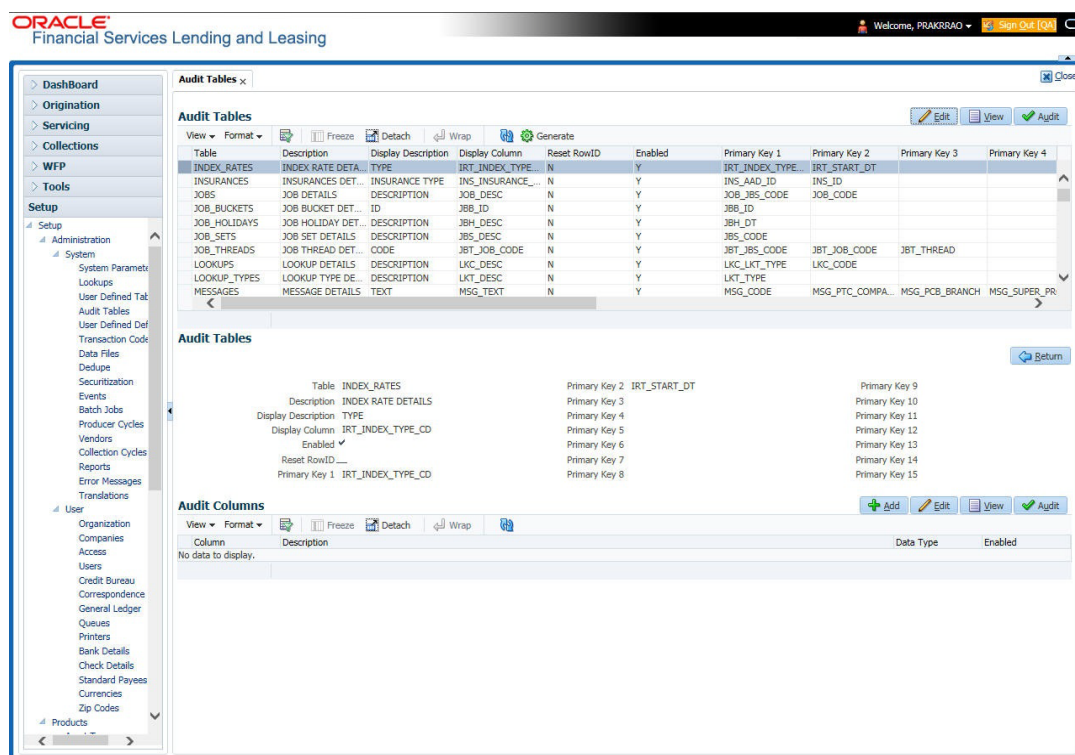 ORACLE
Financial Services Lending and Leasing
Welcome, PRAKRRAO
Sign Out [QA]
DashBoard
Origination
Servicing
Collections
WFP
Tools
Setup
Setup
Administration
System
System Paramete
Lookups
User Defined Tab
Audit Tables
User Defined Def
Transaction Code
Data Files
Dedupe
Securitization
Events
Batch Jobs
Producer Cycles
Vendors
Collection Cycles
Reports
Error Messages
Translations
User
Organization
Companies
Access
Users
Credit Bureau
Correspondence
General Ledger
Queues
Printers
Bank Details
Check Details
Standard Payees
Currencies
Zip Codes
Products
Audit Tables ×
Close
Audit Tables
Edit View Audit
View Format Freeze Detach Wrap Generate
Table Description Display Description Display Column Reset RowID Enabled Primary Key 1 Primary Key 2 Primary Key 3 Primary Key 4
INDEX_RATES INDEX RATE DETA... TYPE IRT_INDEX_TYPE... N Y IRT_INDEX_TYPE... IRT_START_DT
INSURANCES INSURANCES DET... INSURANCE TYPE INS_INSURANCE_... N Y INS_AAD_ID INS_ID
JOBS JOB DETAILS DESCRIPTION JOB_DESC N Y JOB_JBS_CODE JOB_CODE
JOB_BUCKETS JOB BUCKET DET... ID JBB_ID N Y JBB_ID
JOB_HOLIDAYS JOB HOLIDAY DET... DESCRIPTION JBH_DESC N Y JBH_DT
JOB_SETS JOB SET DETAILS DESCRIPTION JBS_DESC N Y JBS_CODE
JOB_THREADS JOB THREAD DET... CODE JBT_JOB_CODE N Y JBT_JBS_CODE JBT_JOB_CODE JBT_THREAD
LOOKUPS LOOKUP DETAILS DESCRIPTION LKC_DESC N Y LKC_LKT_TYPE LKC_CODE
LOOKUP_TYPES LOOKUP TYPE DE... DESCRIPTION LKT_DESC N Y LKT_TYPE
MESSAGES MESSAGE DETAILS TEXT MSG_TEXT N Y MSG_CODE MSG_PTC_COMPA... MSG_PCB_BRANCH MSG_SUPER_PR
Audit Tables
Return
Table INDEX_RATES Primary Key 2 IRT_START_DT Primary Key 9
Description INDEX RATE DETAILS Primary Key 3 Primary Key 10
Display Description TYPE Primary Key 4 Primary Key 11
Display Column IRT_INDEX_TYPE_CD Primary Key 5 Primary Key 12
Enabled Primary Key 6 Primary Key 13
Reset RowID Primary Key 7 Primary Key 14
Primary Key 1 IRT_INDEX_TYPE_CD Primary Key 8 Primary Key 15
Audit Columns
Add Edit View Audit
View Format Freeze Detach Wrap
Column Description Data Type Enabled
No data to display.